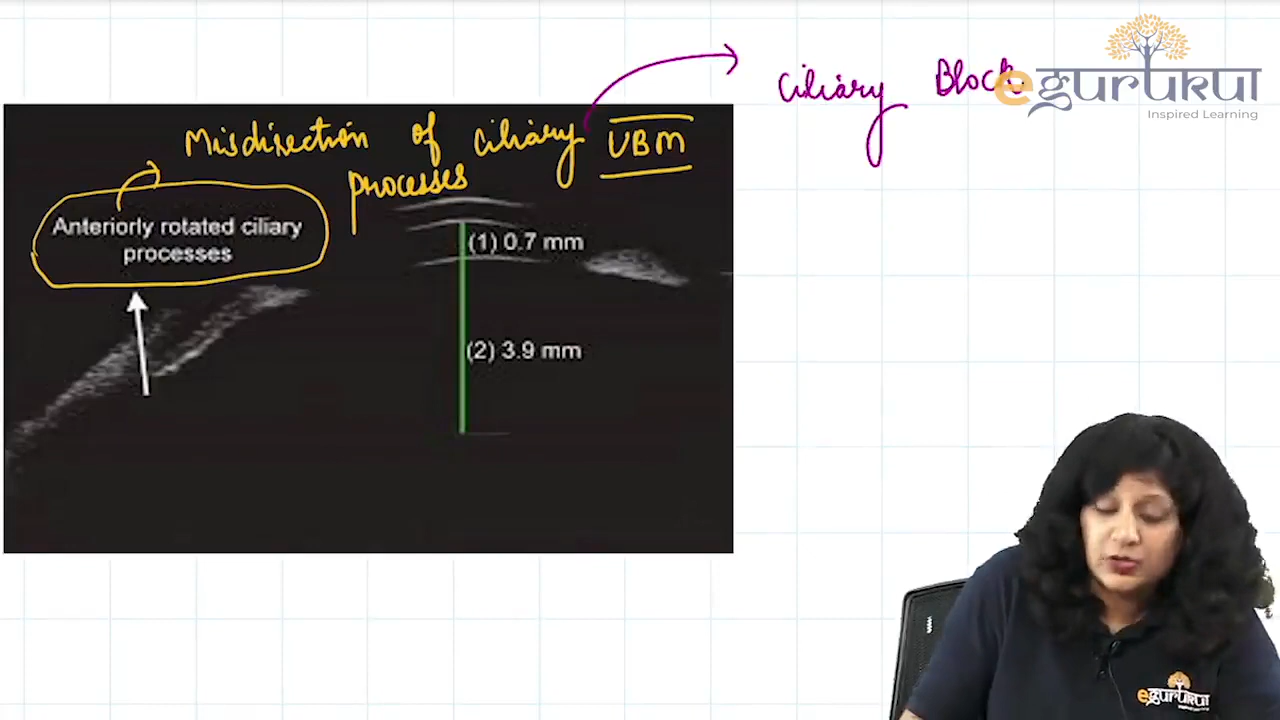 Ciliary Block
egurukul
Inspired Learning
Misdirection of ciliary UBM
processes
Anteriorly rotated ciliary
processes
(1) 0.7 mm
(2) 3.9 mm
egurukul